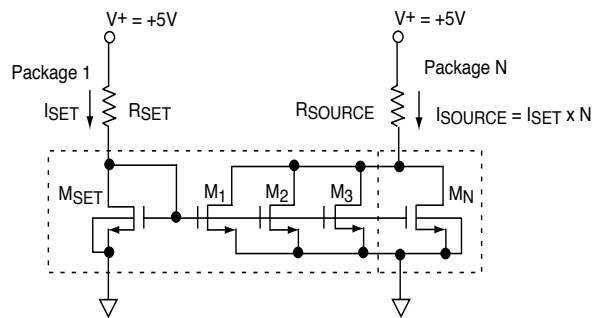 V+ = +5V
V+ = +5V
Package 1
Package N
ISET
RSET
RSOURCE
ISOURCE = ISET x N
MSET
M1
M2
M3
MN